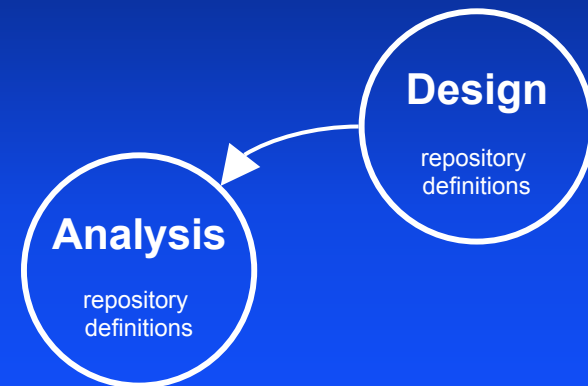 Design
repository
definitions
Analysis
repository
definitions